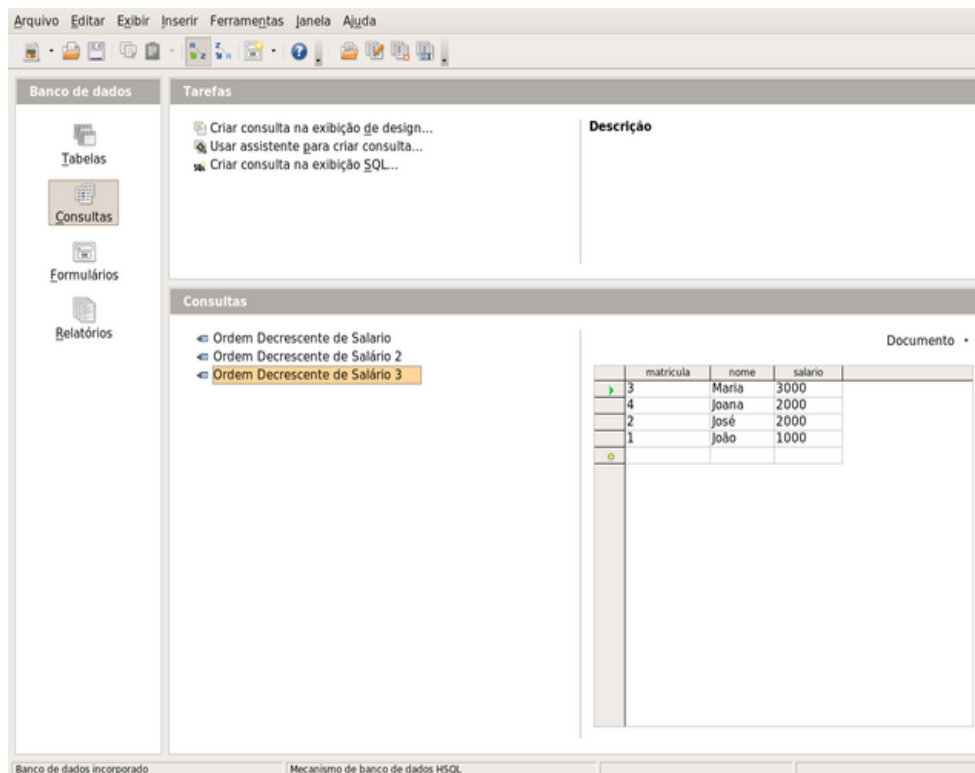 Arquivo Editar Exibir Inserir Ferramentas Janela Ajuda
Banco de dados
Tabelas
Consultas
Formulários
Relatórios
Tarefas
Criar consulta na exibição de design...
Usar assistente para criar consulta...
Criar consulta na exibição SQL...
Descrição
Consultas
Ordem Decrescente de Salario
Ordem Decrescente de Salário 2
Ordem Decrescente de Salário 3
Documento
matricula nome salario
3 Maria 3000
4 Joana 2000
2 José 2000
1 João 1000
Banco de dados incorporado Mecanismo de banco de dados HSQL